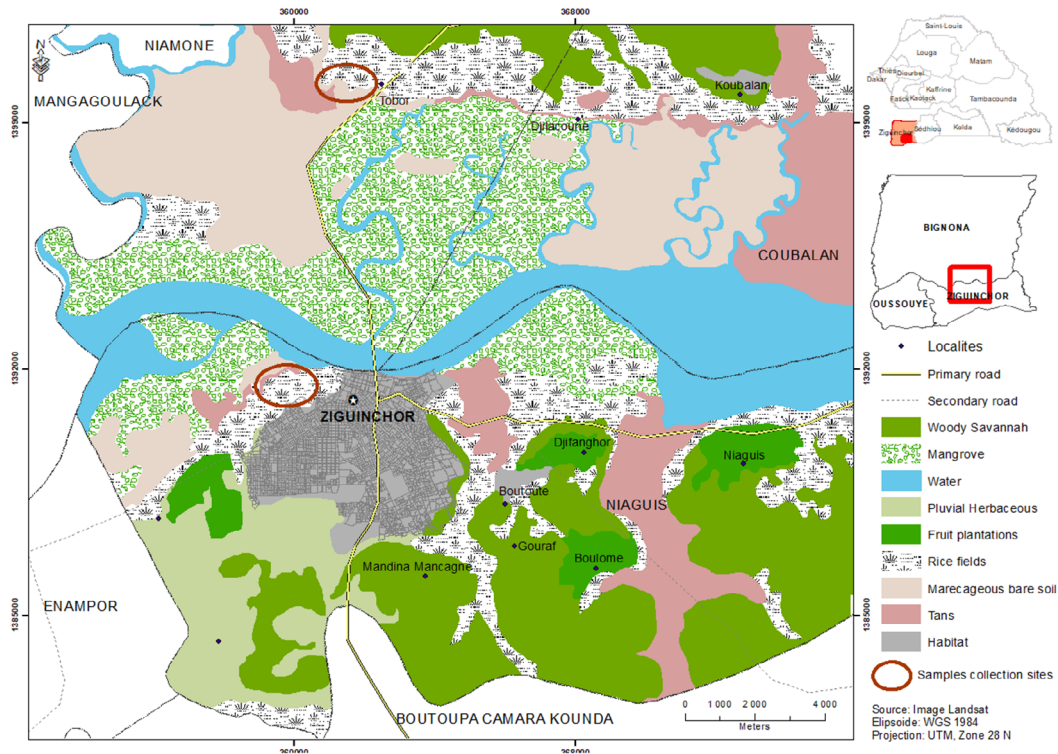 360000
368000
N
NIAMONE
MANGAGOULACK
Tobor
Koubalan
Djilacoune
1399000
1399000
COUBALAN
1392000
1392000
ZIGUINCHOR
Djifanghor
Niaguis
Boutoute
NIAGUIS
Gouraf
Boulome
Mandina Mancagne
ENAMPOR
1385000
1385000
BOUTOUPA CAMARA KOUNDA
0 1 000 2 000 4 000
Meters
360000
368000
Saint-Louis
Louga
Matam
Thiès
Diourbel
Dakar
Kaffrine
Kaolack
Tambacounda
Ziguinchor
Sédhiou
Kolda
Kédougou
BIGNONA
OUSSOUYE
ZIGUINCHOR
Localites
Primary road
Secondary road
Woody Savannah
Mangrove
Water
Pluvial Herbaceous
Fruit plantations
Rice fields
Marecageous bare soil
Tans
Habitat
Samples collection sites
Source: Image Landsat
Elipsoide: WGS 1984
Projection: UTM, Zone 28 N